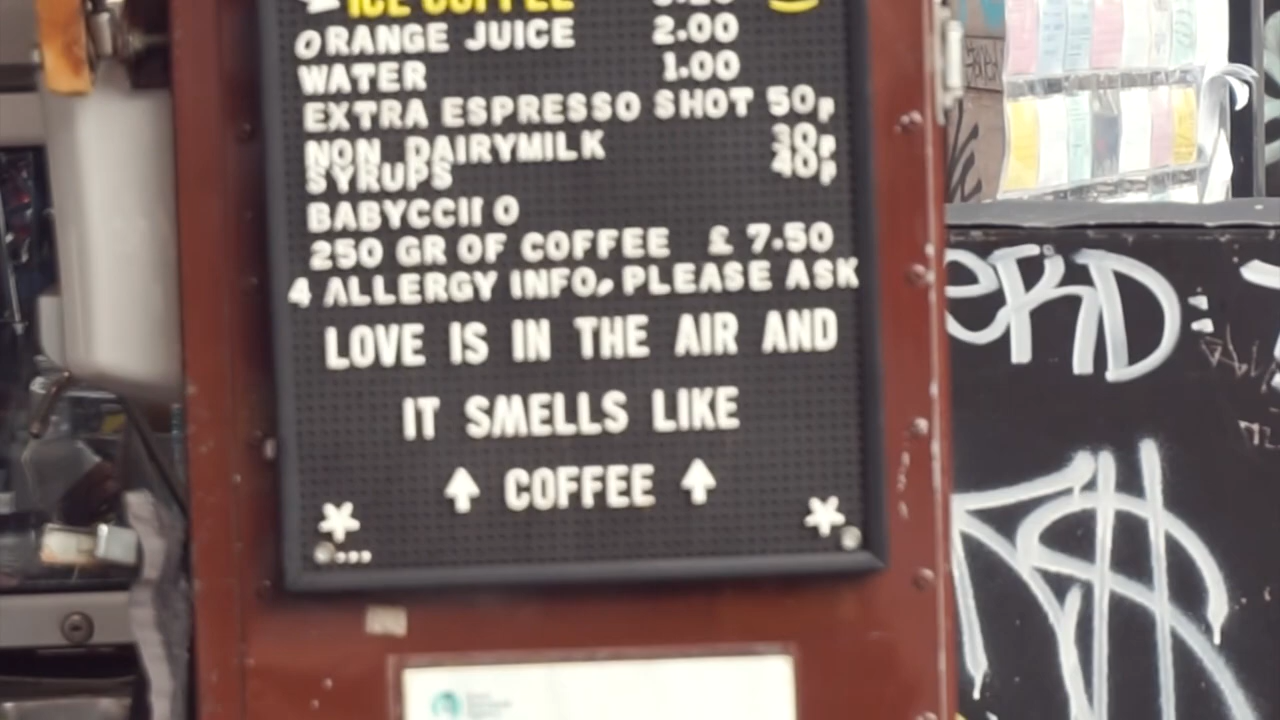 ICE COFFEE
ORANGE JUICE 2.00
WATER 1.00
EXTRA ESPRESSO SHOT 50p
NON DAIRYMILK 30p
SYRUPS 40p
BABYCCII O
250 GR OF COFFEE £ 7.50
4 ALLERGY INFO, PLEASE ASK
LOVE IS IN THE AIR AND
IT SMELLS LIKE
↑ COFFEE ↑